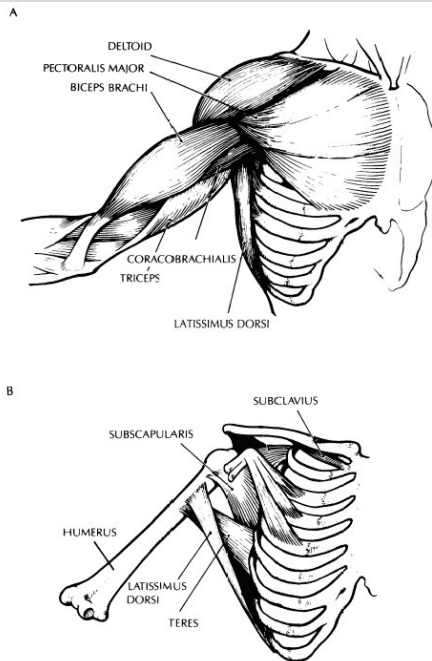 A
DELTOID
PECTORALIS MAJOR
BICEPS BRACHI
CORACOBRACHIALIS
TRICEPS
LATISSIMUS DORSI
B
SUBCLAVIUS
SUBSCAPULARIS
HUMERUS
LATISSIMUS
DORSI
TERES